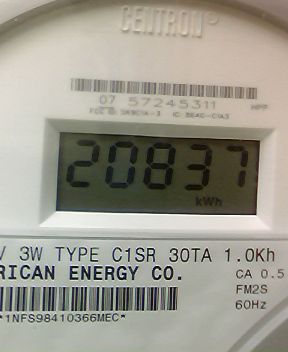 CENTRON®
07 57245311
20837
kWh
V 3W TYPE C1SR 30TA 1.0Kh
RICAN ENERGY CO.
CA 0.5
FM2S
60Hz
*1NFS98410366MEC*